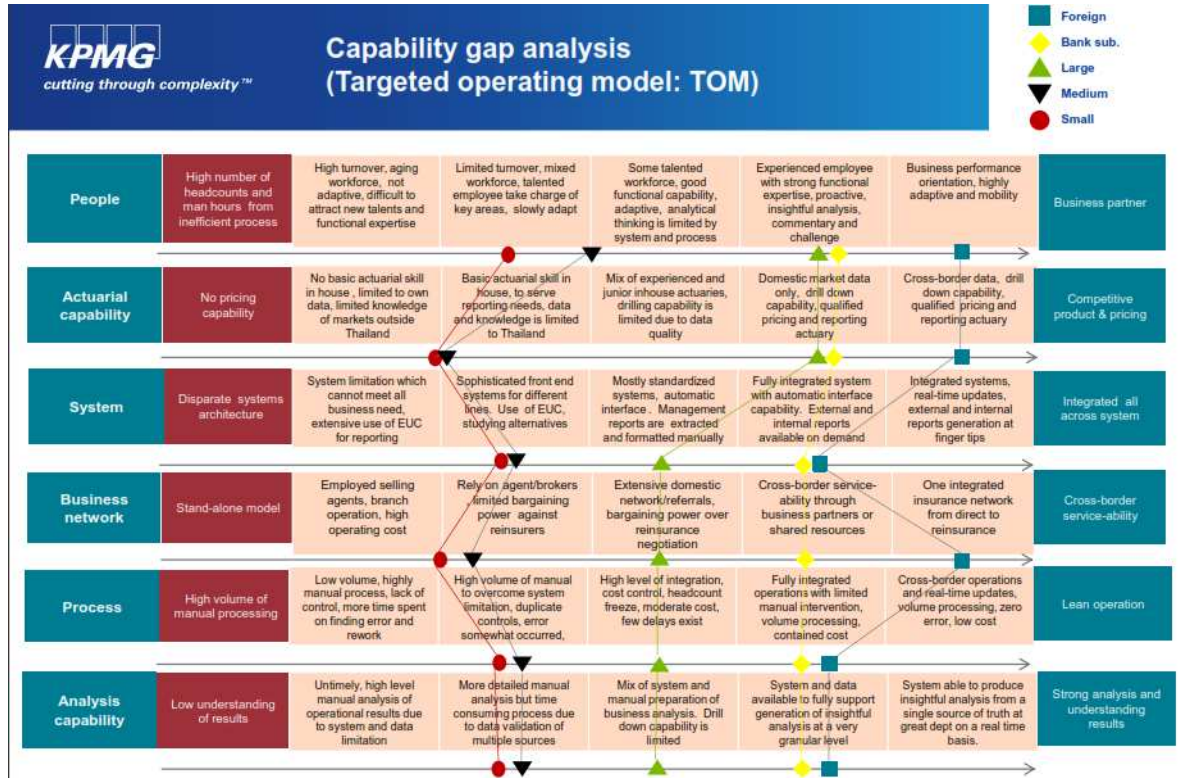 KPMG
cutting through complexity™
Capability gap analysis
(Targeted operating model: TOM)
Foreign
Bank sub.
Large
Medium
Small
People
High number of
headcounts and
man hours from
inefficient process
High turnover, aging
workforce, not
adaptive, difficult to
attract new talents and
functional expertise
Limited turnover, mixed
workforce, talented
employee take charge of
key areas, slowly adapt
Some talented
workforce, good
functional capability,
adaptive, analytical
thinking is limited by
system and process
Experienced employee
with strong functional
expertise, proactive,
insightful analysis,
commentary and
challenge
Business performance
orientation, highly
adaptive and mobility
Business partner
Actuarial
capability
No pricing
capability
No basic actuarial skill
in house , limited to own
data, limited knowledge
of markets outside
Thailand
Basic actuarial skill in
house, to serve
reporting needs, data
and knowledge is limited
to Thailand
Mix of experienced and
junior inhouse actuaries,
drilling capability is
limited due to data
quality
Domestic market data
only, drill down
capability, qualified
pricing and reporting
actuary
Cross-border data, drill
down capability,
qualified pricing and
reporting actuary
Competitive
product & pricing
System
Disparate systems
architecture
System limitation which
cannot meet all
business need,
extensive use of EUC
for reporting
Sophisticated front end
systems for different
lines. Use of EUC,
studying alternatives
Mostly standardized
systems, automatic
interface . Management
reports are extracted
and formatted manually
Fully integrated system
with automatic interface
capability. External and
internal reports
available on demand
Integrated systems,
real-time updates,
external and internal
reports generation at
finger tips
Integrated all
across system
Business
network
Stand-alone model
Employed selling
agents, branch
operation, high
operating cost
Rely on agent/brokers
, limited bargaining
power against
reinsurers
Extensive domestic
network/referrals,
bargaining power over
reinsurance
negotiation
Cross-border service-
ability through
business partners or
shared resources
One integrated
insurance network
from direct to
reinsurance
Cross-border
service-ability
Process
High volume of
manual processing
Low volume, highly
manual process, lack of
control, more time spent
on finding error and
rework
High volume of manual
to overcome system
limitation, duplicate
controls, error
somewhat occurred,
High level of integration,
cost control, headcount
freeze, moderate cost,
few delays exist
Fully integrated
operations with limited
manual intervention,
volume processing,
contained cost
Cross-border operations
and real-time updates,
volume processing, zero
error, low cost
Lean operation
Analysis
capability
Low understanding
of results
Untimely, high level
manual analysis of
operational results due
to system and data
limitation
More detailed manual
analysis but time
consuming process due
to data validation of
multiple sources
Mix of system and
manual preparation of
business analysis. Drill
down capability is
limited
System and data
available to fully support
generation of insightful
analysis at a very
granular level
System able to produce
insightful analysis from a
single source of truth at
great dept on a real time
basis.
Strong analysis and
understanding
results